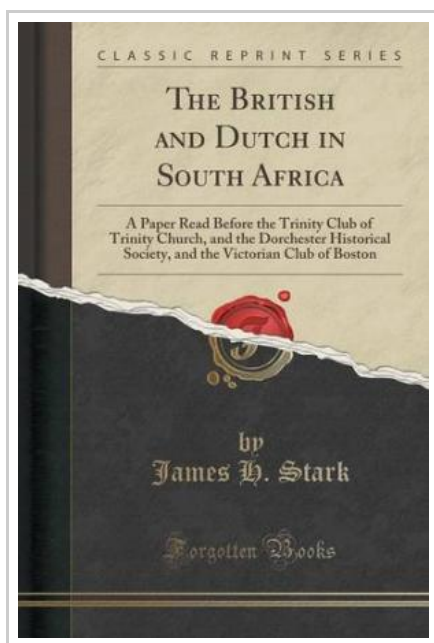 CLASSIC REPRINT SERIES
THE BRITISH
AND DUTCH IN
SOUTH AFRICA
A Paper Read Before the Trinity Club of
Trinity Church, and the Dorchester Historical
Society, and the Victorian Club of Boston
by
James H. Stark
Forgotten Books